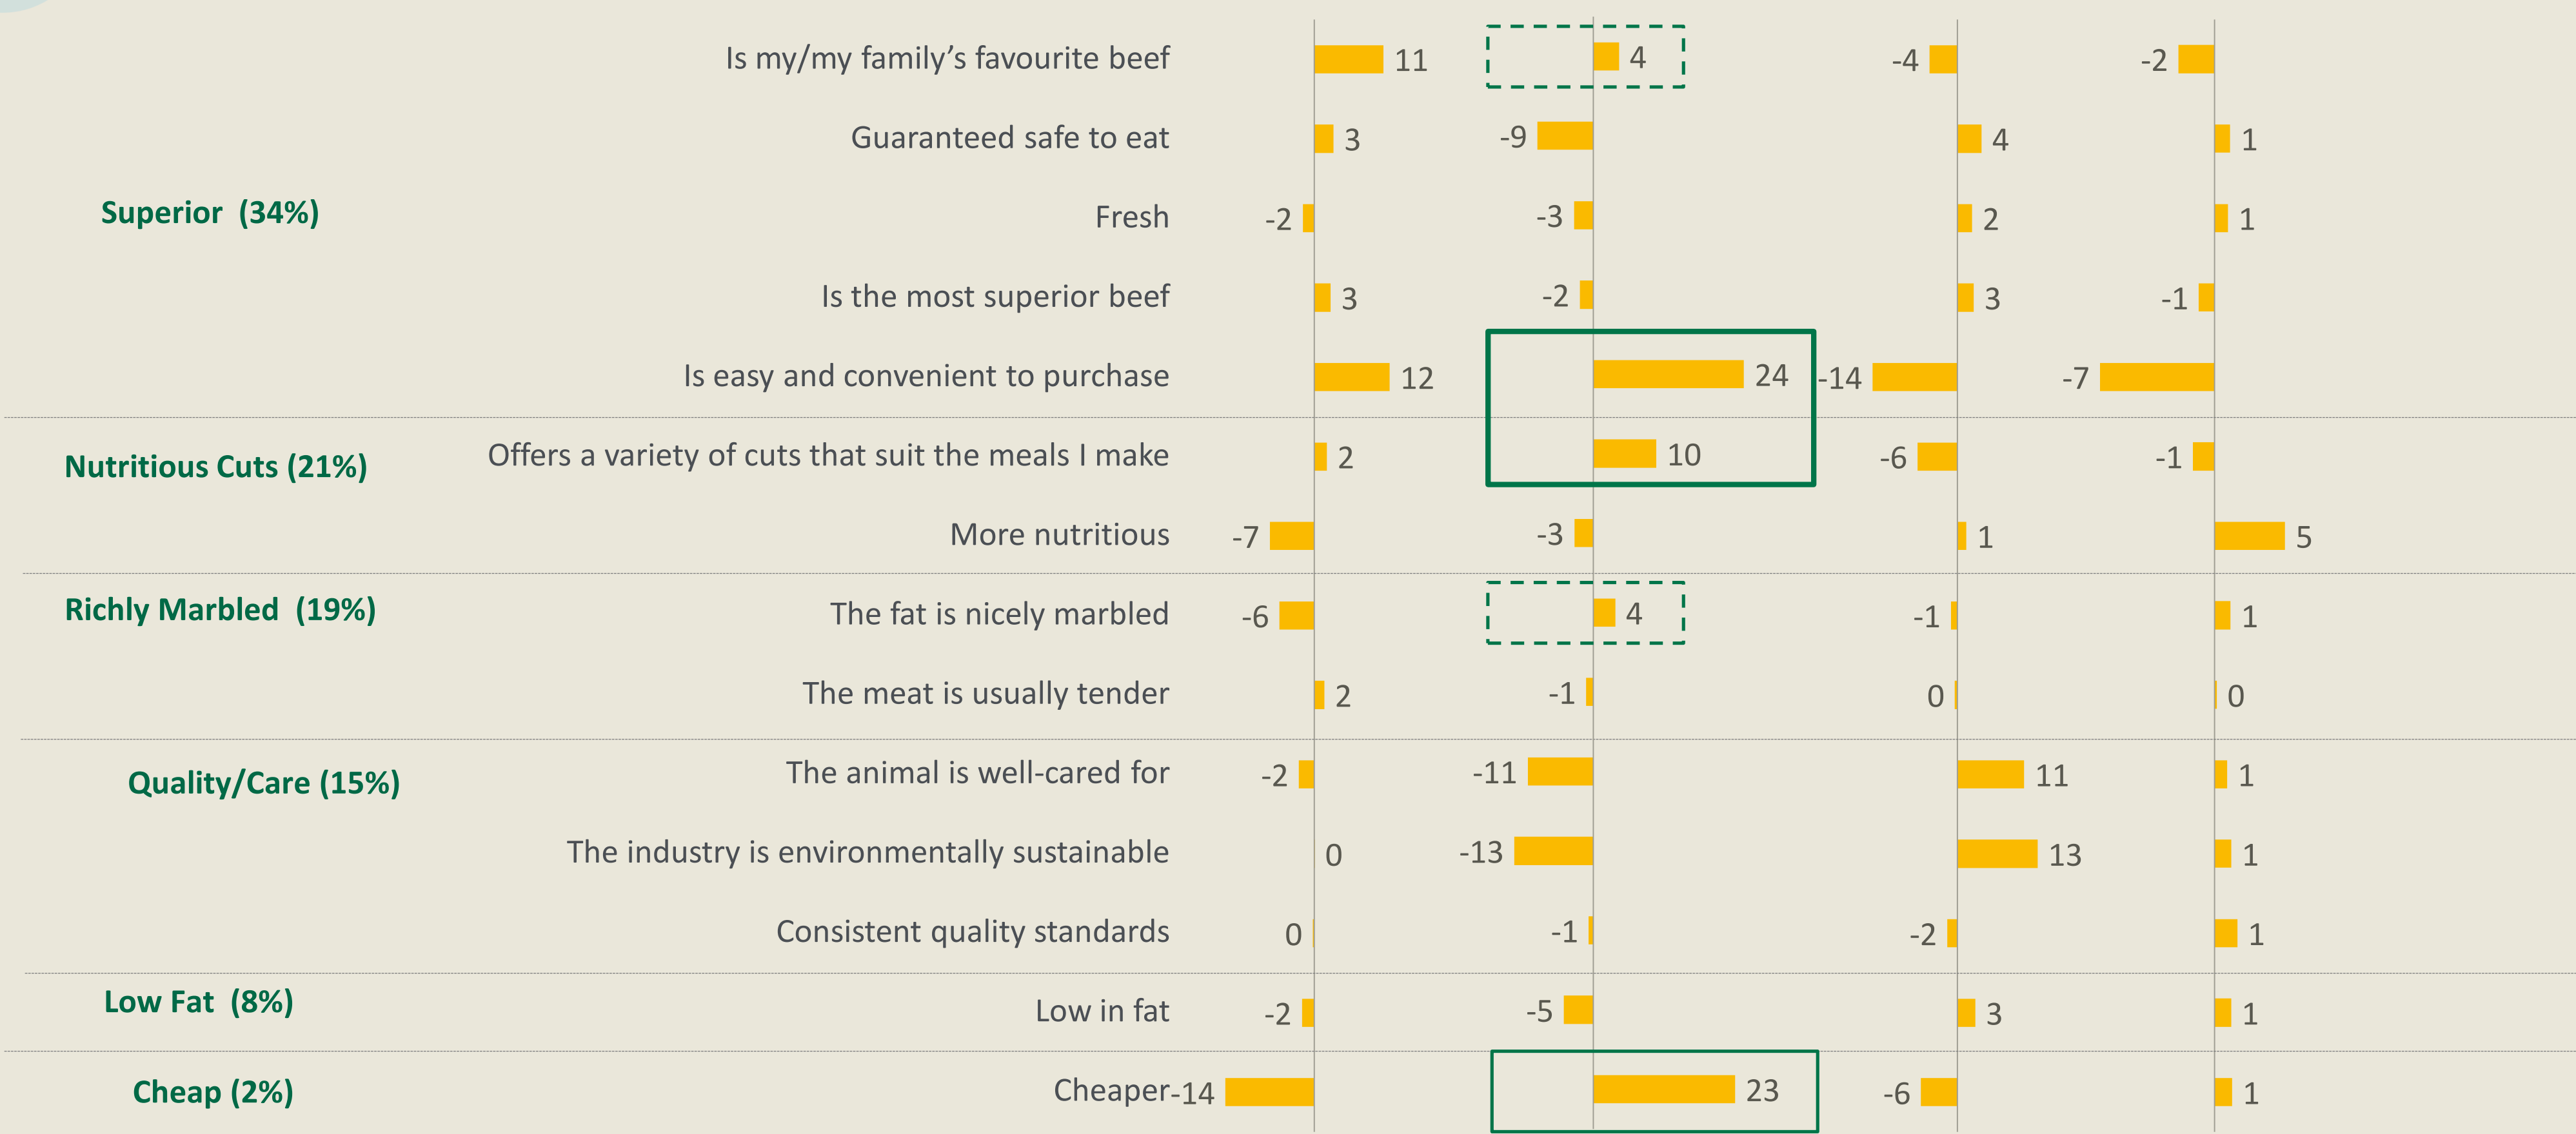 Is my/my family’s favourite beef 11 4 -4 -2
Guaranteed safe to eat 3 -9 4 1
Superior (34%) Fresh -2 -3 2 1
Is the most superior beef 3 -2 3 -1
Is easy and convenient to purchase 12 24 -14 -7
Nutritious Cuts (21%) Offers a variety of cuts that suit the meals I make 2 10 -6 -1
More nutritious -7 -3 1 5
Richly Marbled (19%) The fat is nicely marbled -6 4 -1 1
The meat is usually tender 2 -1 0 0
Quality/Care (15%) The animal is well-cared for -2 -11 11 1
The industry is environmentally sustainable 0 -13 13 1
Consistent quality standards 0 -1 -2 1
Low Fat (8%) Low in fat -2 -5 3 1
Cheap (2%) Cheaper -14 23 -6 1